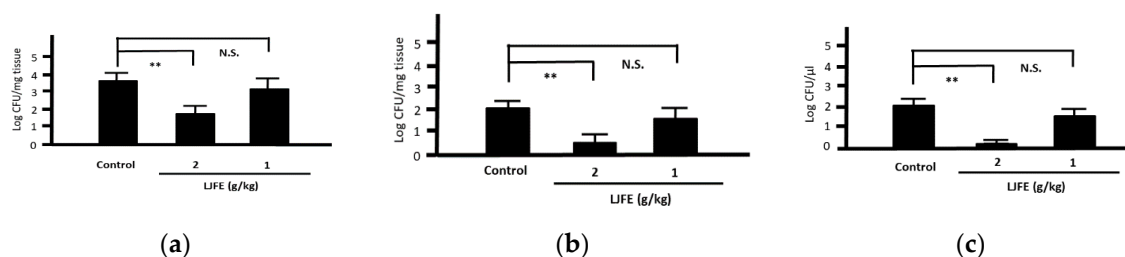 N.S.
**
5
4
3
2
1
0
Log CFU/mg tissue
Control
2
1
LJFE (g/kg)
(a)
N.S.
**
5
4
3
2
1
0
Log CFU/mg tissue
Control
2
1
LJFE (g/kg)
(b)
N.S.
**
5
4
3
2
1
0
Log CFU/μl
Control
2
1
LJFE (g/kg)
(c)